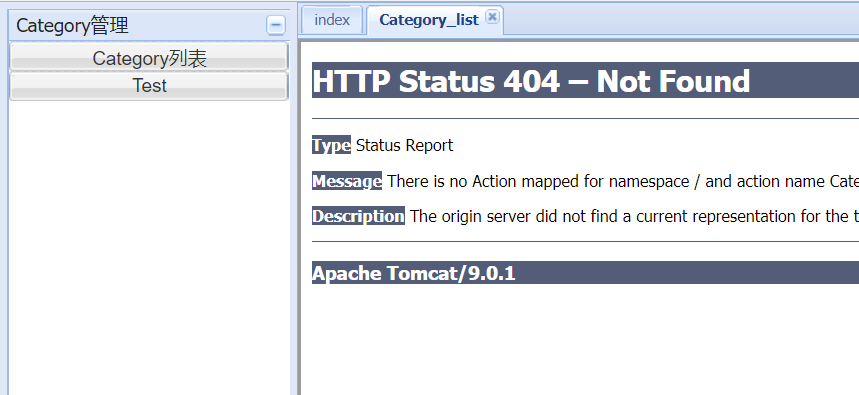 Category管理
Category列表
Test
index
Category_list
HTTP Status 404 – Not Found
Type Status Report
Message There is no Action mapped for namespace / and action name Cate
Description The origin server did not find a current representation for the t
Apache Tomcat/9.0.1